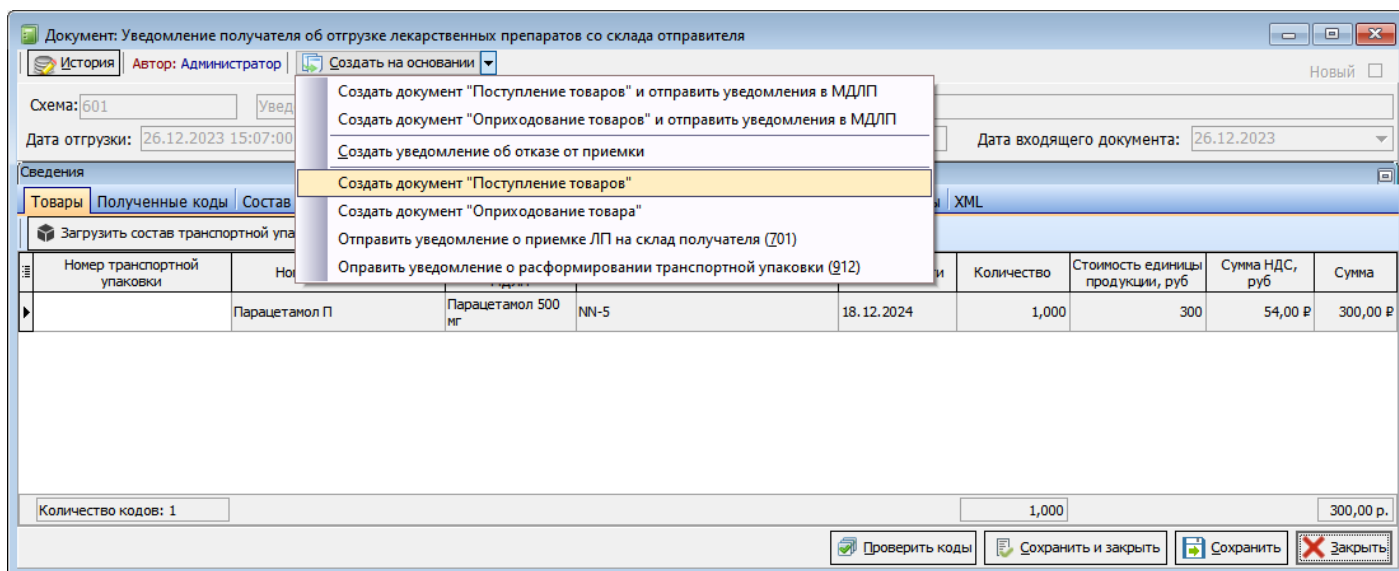 Документ: Уведомление получателя об отгрузке лекарственных препаратов со склада отправителя
История Автор: Администратор Создать на основании
Новый
Создать документ "Поступление товаров" и отправить уведомления в МДЛП
Схема: 601
Создать документ "Оприходование товаров" и отправить уведомления в МДЛП
Дата отгрузки: 26.12.2023 15:07:00 Дата входящего документа: 26.12.2023
Создать уведомление об отказе от приемки
Сведения
Создать документ "Поступление товаров"
Товары Полученные коды Состав XML
Создать документ "Оприходование товара"
Загрузить состав транспортной
Отправить уведомление о приемке ЛП на склад получателя (701)
Оправить уведомление о расформировании транспортной упаковки (912)
Номер транспортной упаковки Количество Стоимость единицы продукции, руб Сумма НДС, руб Сумма
Парацетамол П Парацетамол 500 мг NN-5 18.12.2024 1,000 300 54,00 ₽ 300,00 ₽
Количество кодов: 1 1,000 300,00 р.
Проверить коды Сохранить и закрыть Сохранить Закрыть